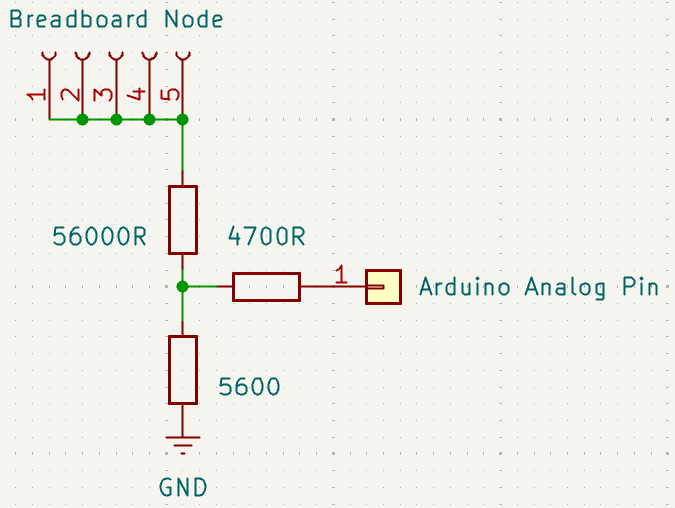 Breadboard Node
1 2 3 4 5
56000R 4700R
1
Arduino Analog Pin
5600
GND